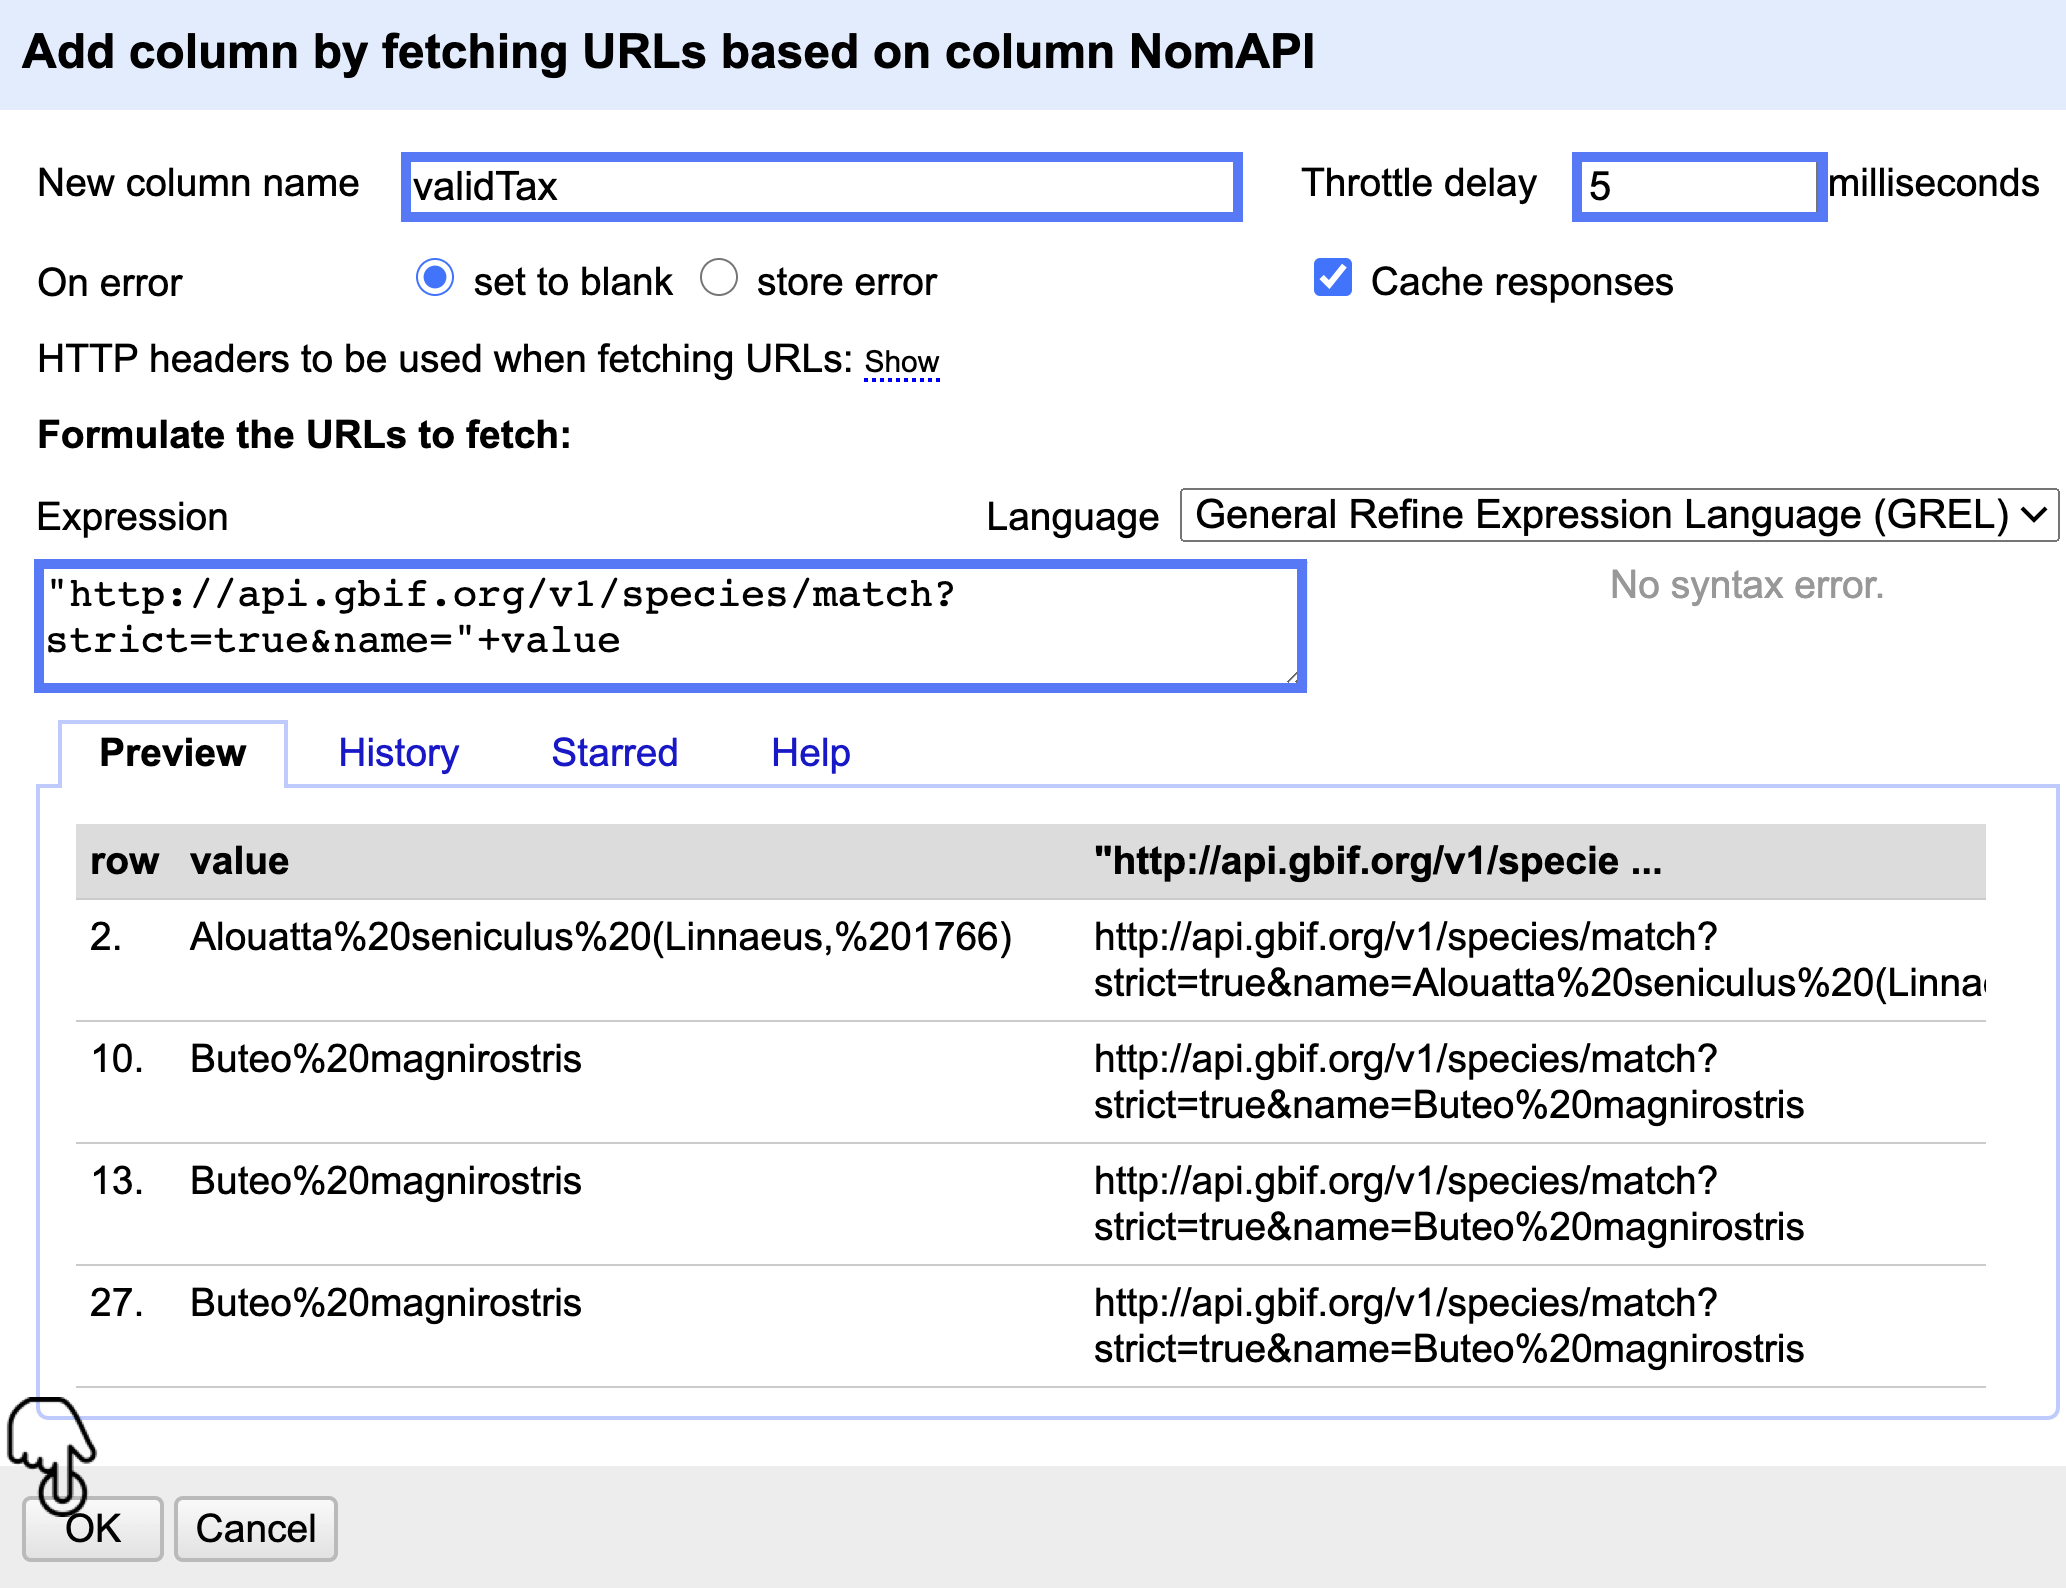 Add column by fetching URLs based on column NomAPI
New column name validTax Throttle delay 5 milliseconds
On error set to blank store error Cache responses
HTTP headers to be used when fetching URLs: Show
Formulate the URLs to fetch:
Expression Language General Refine Expression Language (GREL)
"http://api.gbif.org/v1/species/match?
strict=true&name="+value
No syntax error.
Preview History Starred Help
row value "http://api.gbif.org/v1/specie ...
2. Alouatta%20seniculus%20(Linnaeus,%201766) http://api.gbif.org/v1/species/match?
strict=true&name=Alouatta%20seniculus%20(Linna
10. Buteo%20magnirostris http://api.gbif.org/v1/species/match?
strict=true&name=Buteo%20magnirostris
13. Buteo%20magnirostris http://api.gbif.org/v1/species/match?
strict=true&name=Buteo%20magnirostris
27. Buteo%20magnirostris http://api.gbif.org/v1/species/match?
strict=true&name=Buteo%20magnirostris
OK Cancel